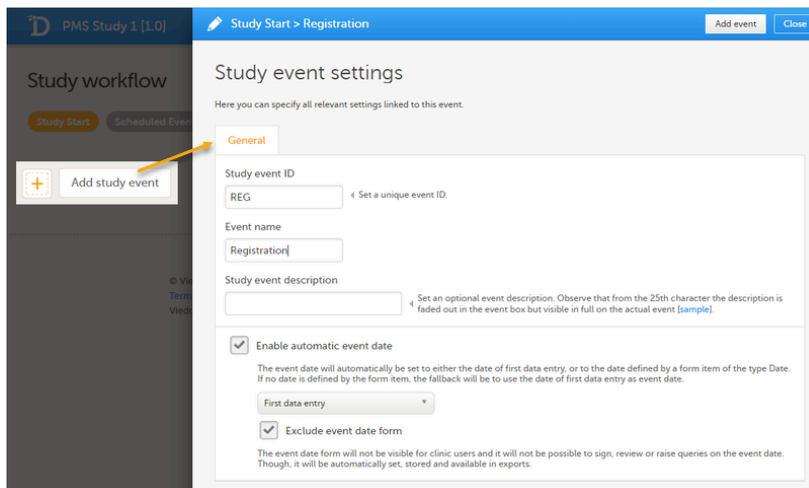 PMS Study 1 [1.0]
Study Start > Registration
Add event
Close
Study workflow
Study Start
Scheduled Even
Add study event
Study event settings
Here you can specify all relevant settings linked to this event.
General
Study event ID
REG
Set a unique event ID.
Event name
Registration
Study event description
Set an optional event description. Observe that from the 25th character the description is
faded out in the event box but visible in full on the actual event [sample].
© Vie
Term
Viedo
Enable automatic event date
The event date will automatically be set to either the date of first data entry, or to the date defined by a form item of the type Date.
If no date is defined by the form item, the fallback will be to use the date of first data entry as event date.
First data entry
Exclude event date form
The event date form will not be visible for clinic users and it will not be possible to sign, review or raise queries on the event date.
Though, it will be automatically set, stored and available in exports.